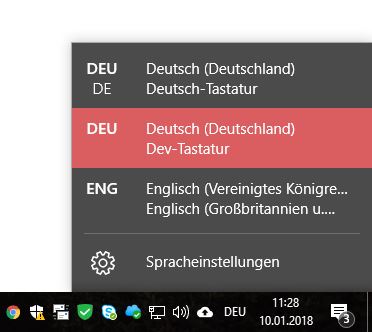 DEU Deutsch (Deutschland)
DE Deutsch-Tastatur
DEU Deutsch (Deutschland)
Dev-Tastatur
ENG Englisch (Vereinigtes Königre...
Englisch (Großbritannien u....
Spracheinstellungen
DEU 11:28
10.01.2018 3